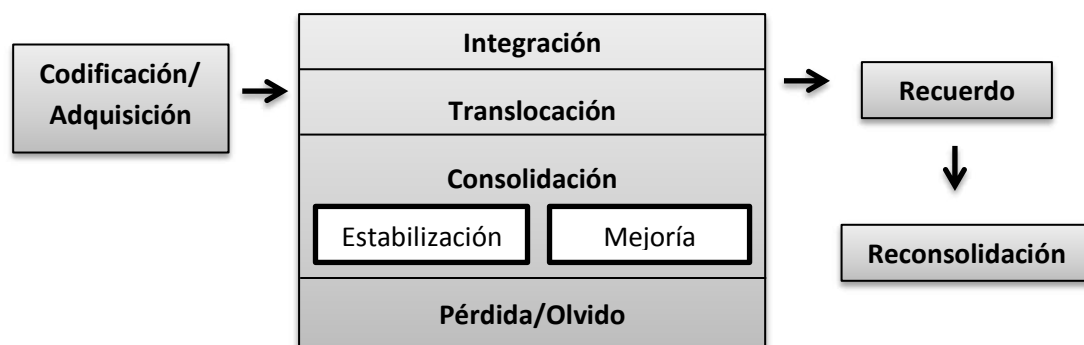 Codificación/
Adquisición
Integración
Translocación
Consolidación
Estabilización
Mejoría
Pérdida/Olvido
Recuerdo
Reconsolidación